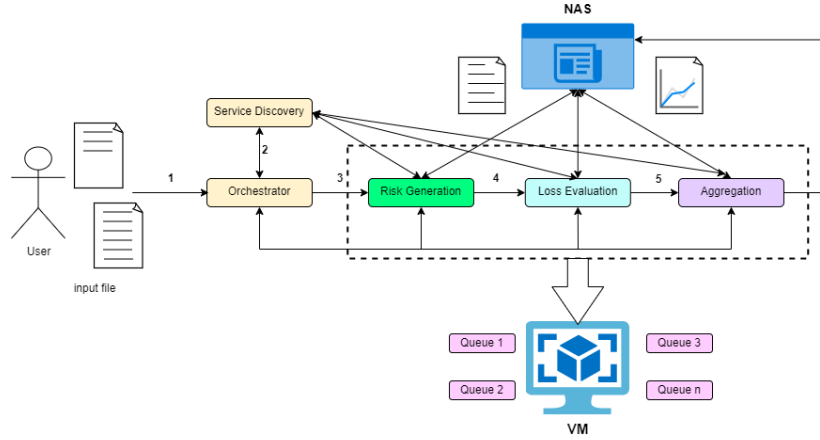 NAS
Service Discovery
2
1
Orchestrator
3
Risk Generation
4
Loss Evaluation
5
Aggregation
User
input file
Queue 1
Queue 3
Queue 2
Queue n
VM